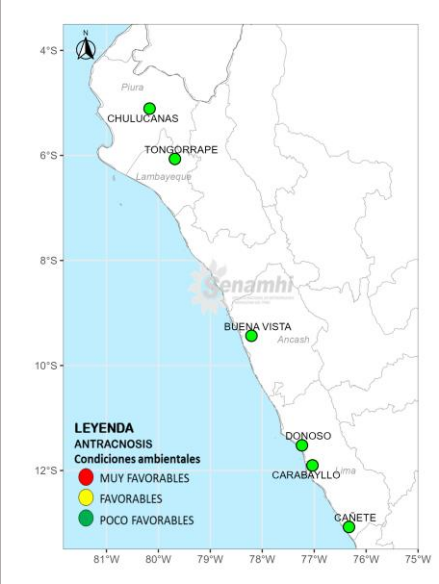 4°S
N
Piura
CHULUCANAS
TONGORRAPE
6°S
Lambayeque
8°S
Senamhi
BUENA VISTA
Ancash
10°S
LEYENDA
ANTRACNOSIS
Condiciones ambientales
MUY FAVORABLES
FAVORABLES
POCO FAVORABLES
DONOSO
12°S
CARABAYLLO
Lima
CAÑETE
81°W 80°W 79°W 78°W 77°W 76°W 75°W